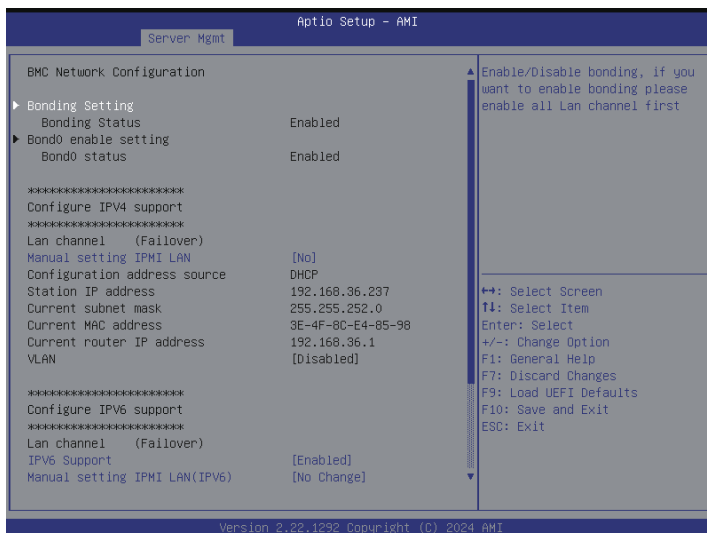 Aptio Setup – AMI
Server Mgmt
BMC Network Configuration
Bonding Setting
Bonding Status Enabled
Bond0 enable setting
Bond0 status Enabled
**********************
Configure IPV4 support
**********************
Lan channel (Failover)
Manual setting IPMI LAN [No]
Configuration address source DHCP
Station IP address 192.168.36.237
Current subnet mask 255.255.252.0
Current MAC address 3E-4F-8C-E4-85-98
Current router IP address 192.168.36.1
VLAN [Disabled]
**********************
Configure IPV6 support
**********************
Lan channel (Failover)
IPV6 Support [Enabled]
Manual setting IPMI LAN(IPV6) [No Change]
Enable/Disable bonding, if you
want to enable bonding please
enable all Lan channel first
↔: Select Screen
↑↓: Select Item
Enter: Select
+/-: Change Option
F1: General Help
F7: Discard Changes
F9: Load UEFI Defaults
F10: Save and Exit
ESC: Exit
Version 2.22.1292 Copyright (C) 2024 AMI